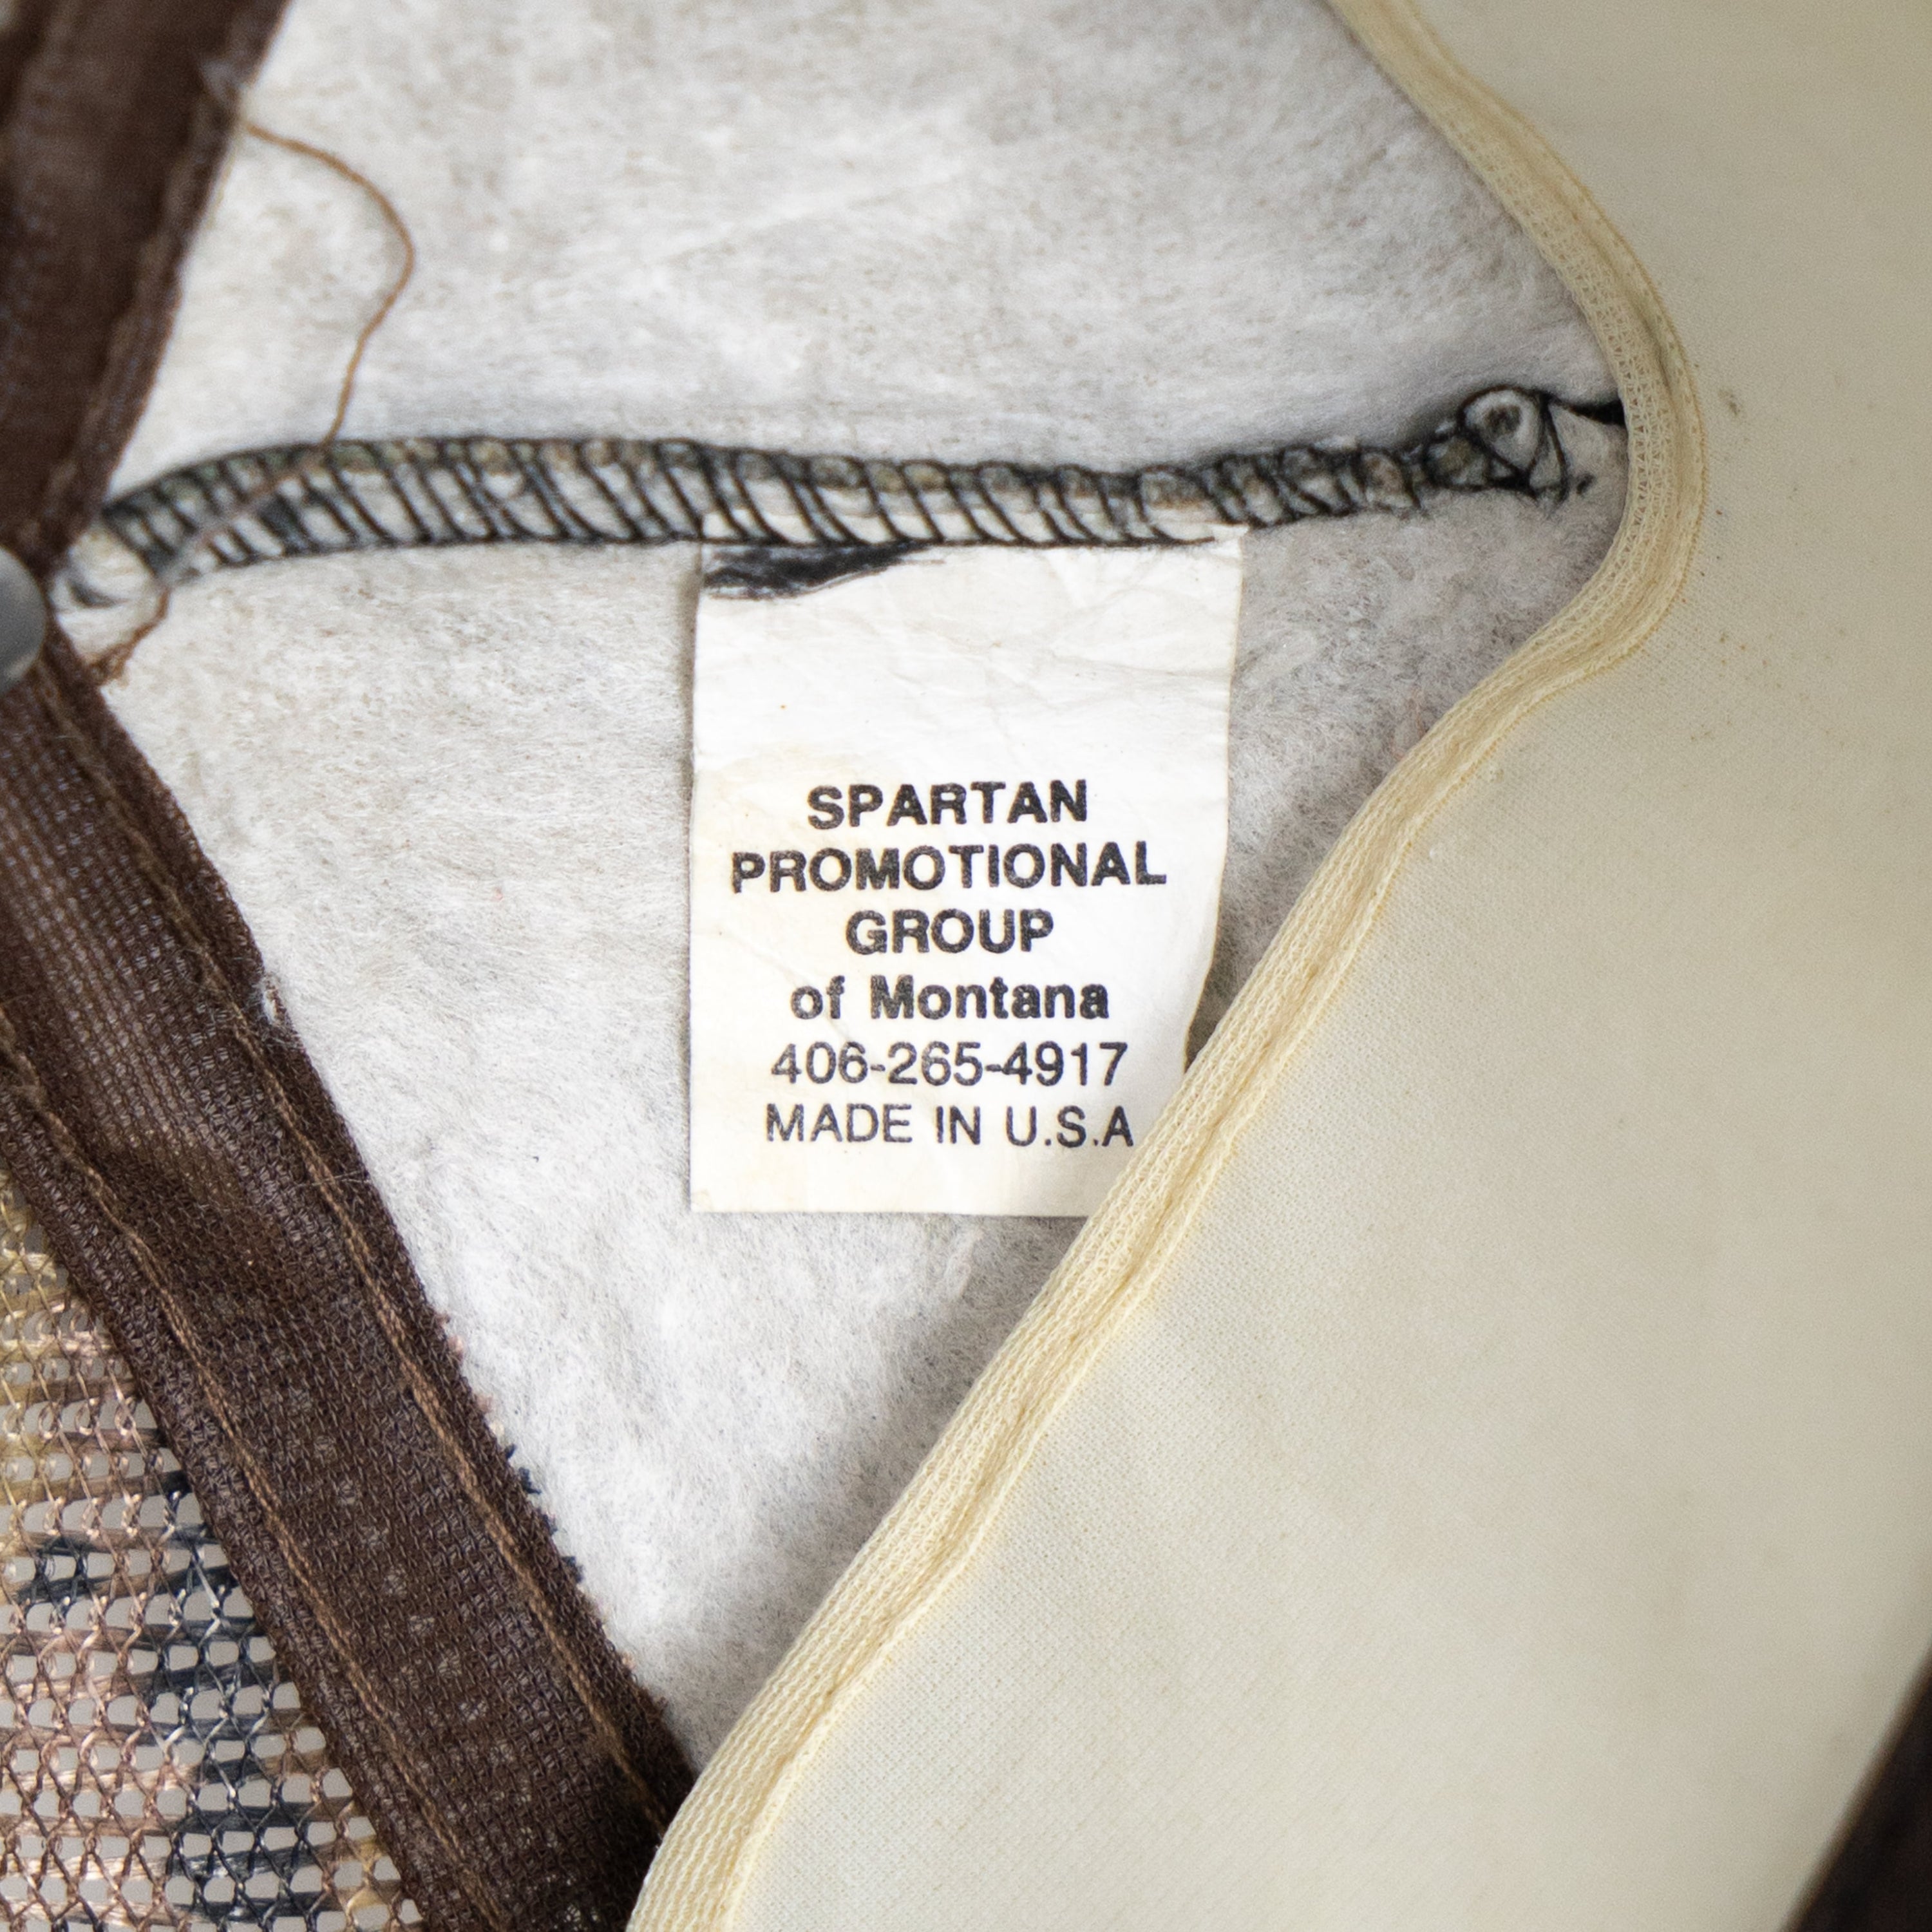 SPARTAN
PROMOTIONAL
GROUP
of Montana
406-265-4917
MADE IN U.S.A